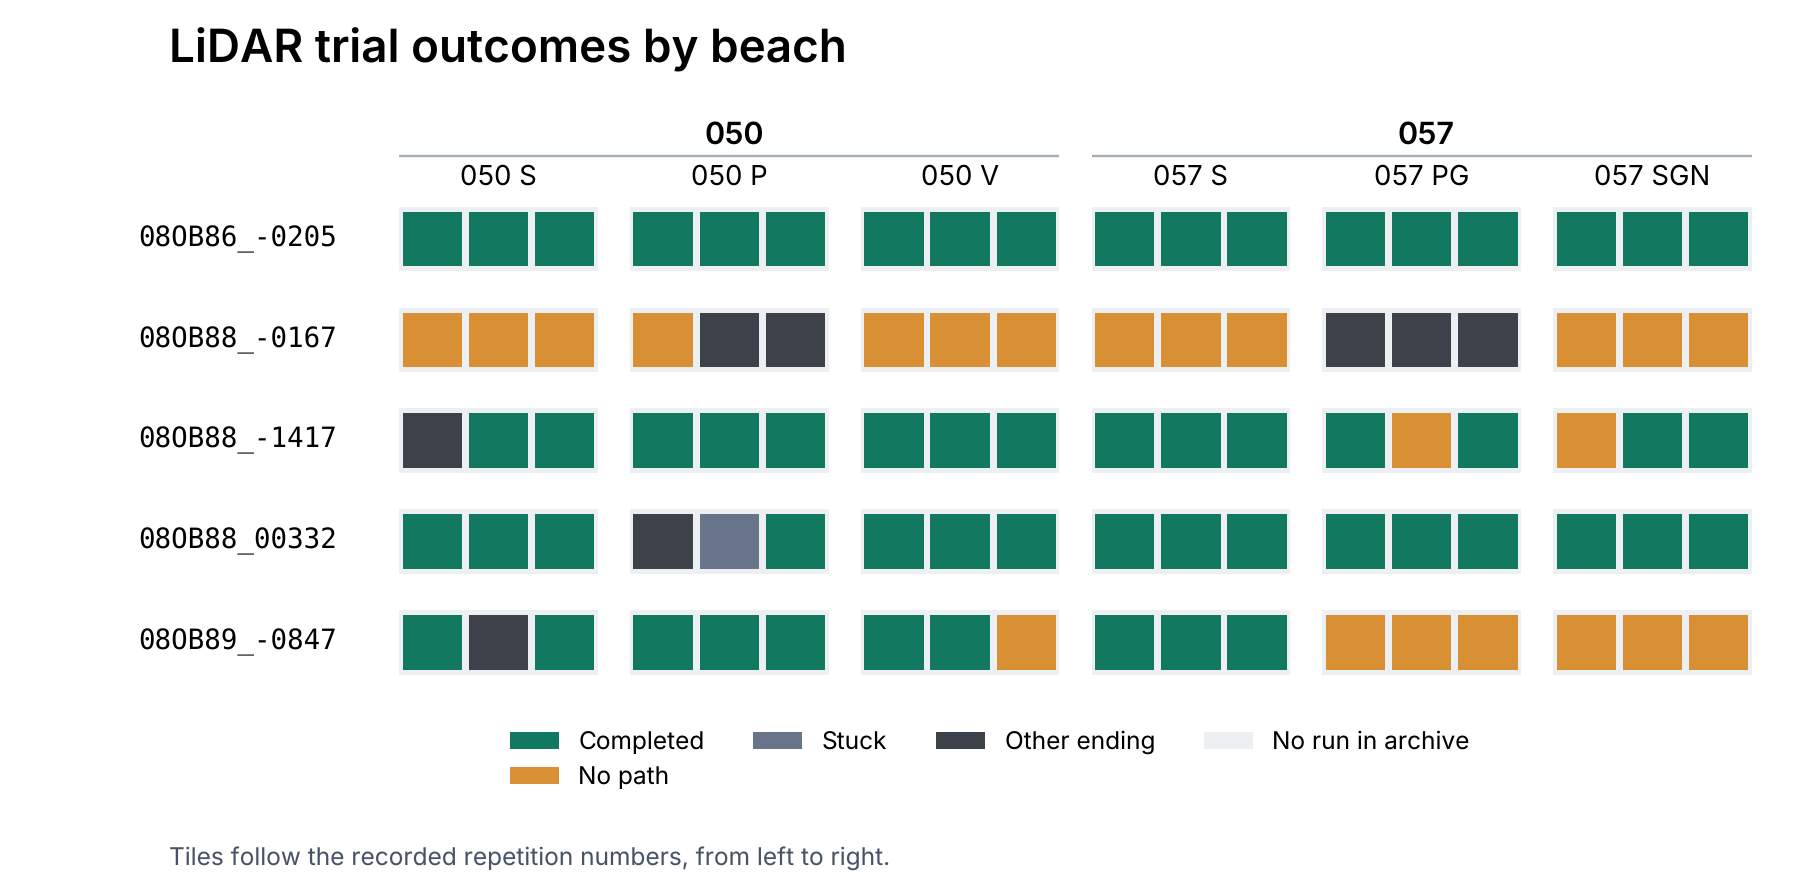 LiDAR trial outcomes by beach
050 057
050 S 050 P 050 V 057 S 057 PG 057 SGN
080B86_-0205
080B88_-0167
080B88_-1417
080B88_00332
080B89_-0847
Completed Stuck Other ending No run in archive
No path
Tiles follow the recorded repetition numbers, from left to right.